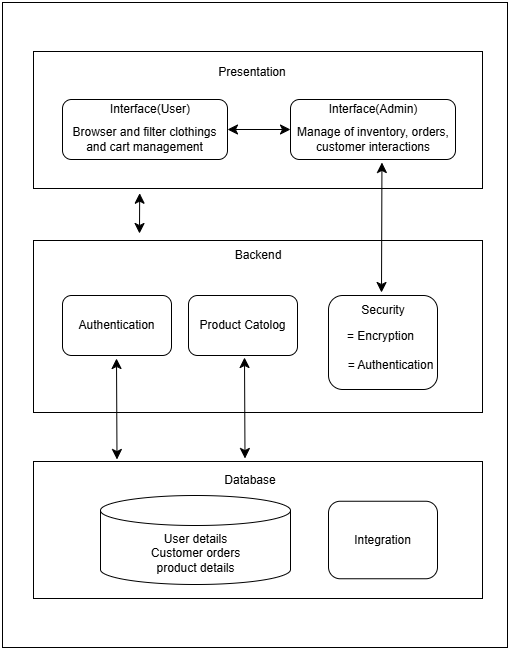 Presentation
Interface(User)
Browser and filter clothings
and cart management
Interface(Admin)
Manage of inventory, orders,
customer interactions
Backend
Authentication
Product Catolog
Security
= Encryption
= Authentication
Database
User details
Customer orders
product details
Integration